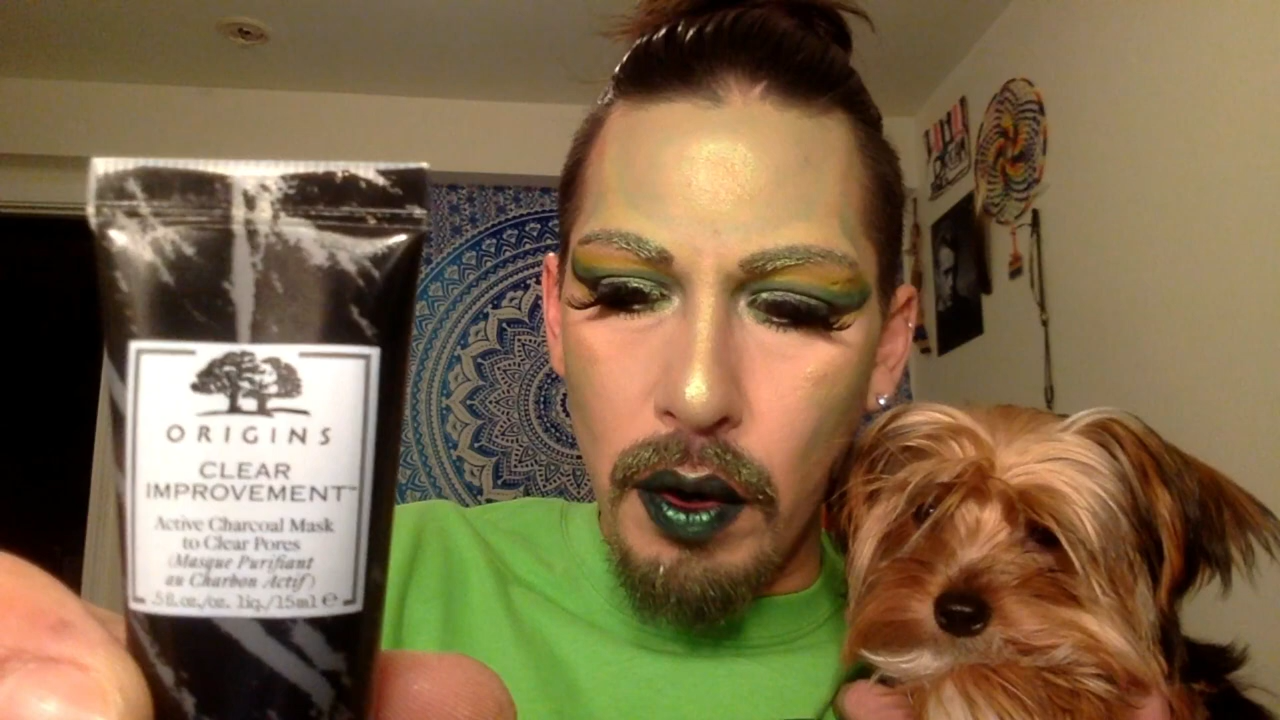 ORIGINS
CLEAR
IMPROVEMENT™
Active Charcoal Mask
to Clear Pores
(Masque Purifiant
au Charbon Actif)
.5 fl.oz./oz. liq./15ml ℮